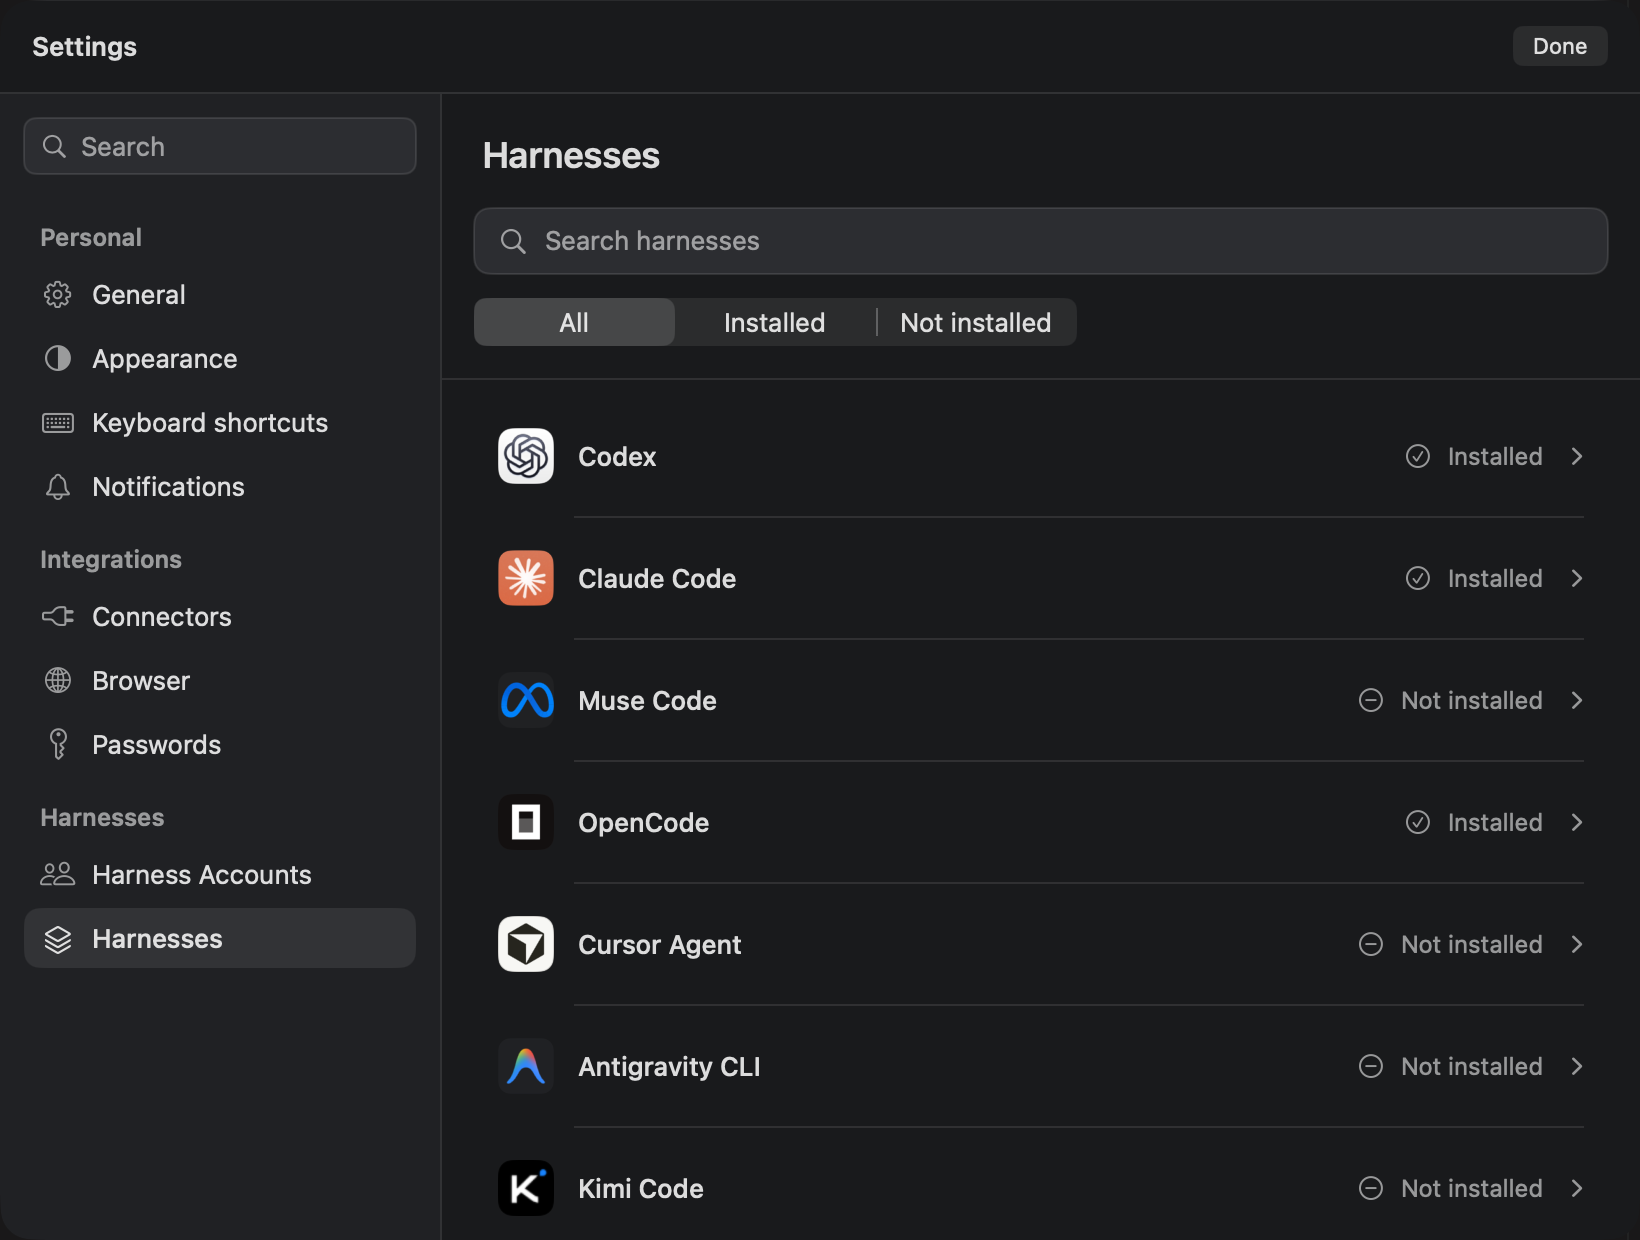 Settings
Done
Search
Personal
General
Appearance
Keyboard shortcuts
Notifications
Integrations
Connectors
Browser
Passwords
Harnesses
Harness Accounts
Harnesses
Harnesses
Search harnesses
All
Installed
Not installed
Codex
Installed
Claude Code
Installed
Muse Code
Not installed
OpenCode
Installed
Cursor Agent
Not installed
Antigravity CLI
Not installed
Kimi Code
Not installed